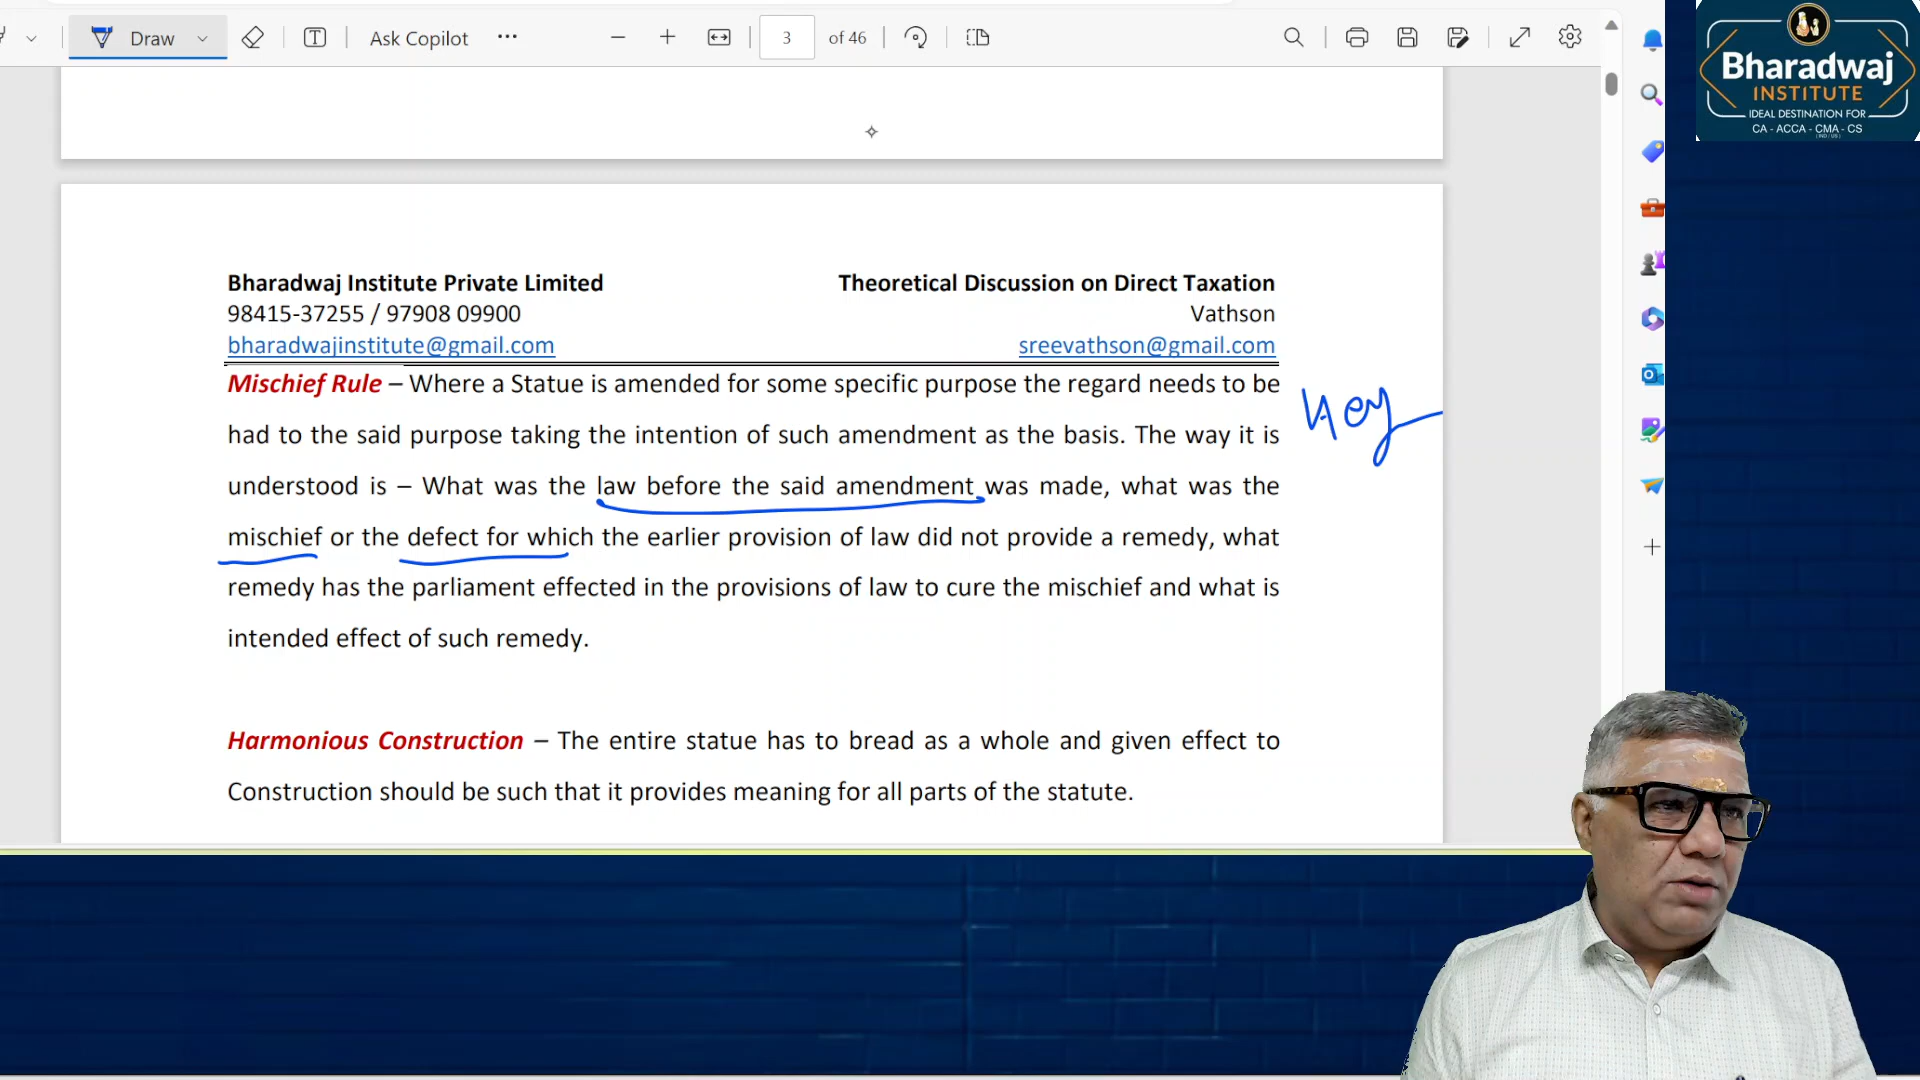 Draw
Ask Copilot
3 of 46
Bharadwaj
INSTITUTE
IDEAL DESTINATION FOR
CA - ACCA - CMA - CS
Bharadwaj Institute Private Limited
98415-37255 / 97908 09900
bharadwajinstitute@gmail.com
Theoretical Discussion on Direct Taxation
Vathson
sreevathson@gmail.com
Mischief Rule – Where a Statue is amended for some specific purpose the regard needs to be
had to the said purpose taking the intention of such amendment as the basis. The way it is
understood is – What was the law before the said amendment was made, what was the
mischief or the defect for which the earlier provision of law did not provide a remedy, what
remedy has the parliament effected in the provisions of law to cure the mischief and what is
intended effect of such remedy.
Harmonious Construction – The entire statue has to bread as a whole and given effect to
Construction should be such that it provides meaning for all parts of the statute.